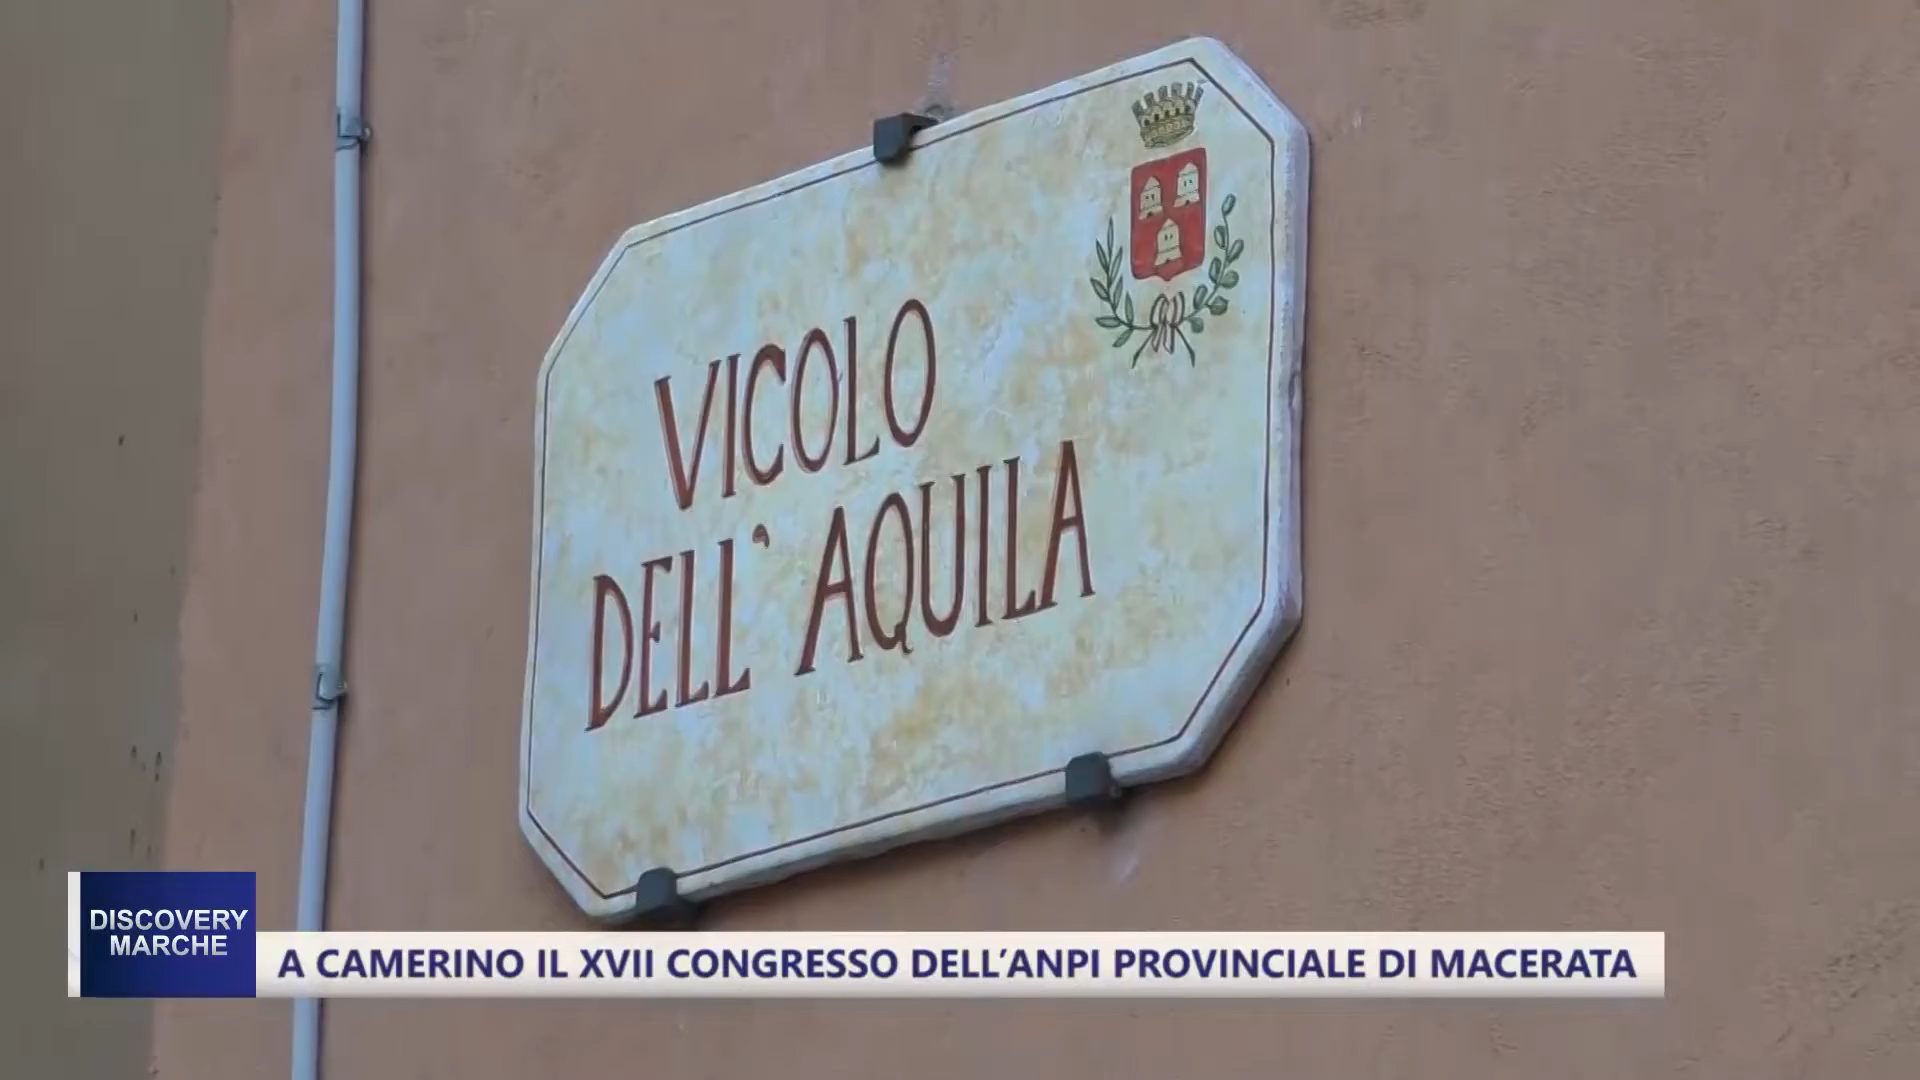 VICOLO
DELL'AQUILA
DISCOVERY
MARCHE
A CAMERINO IL XVII CONGRESSO DELL’ANPI PROVINCIALE DI MACERATA